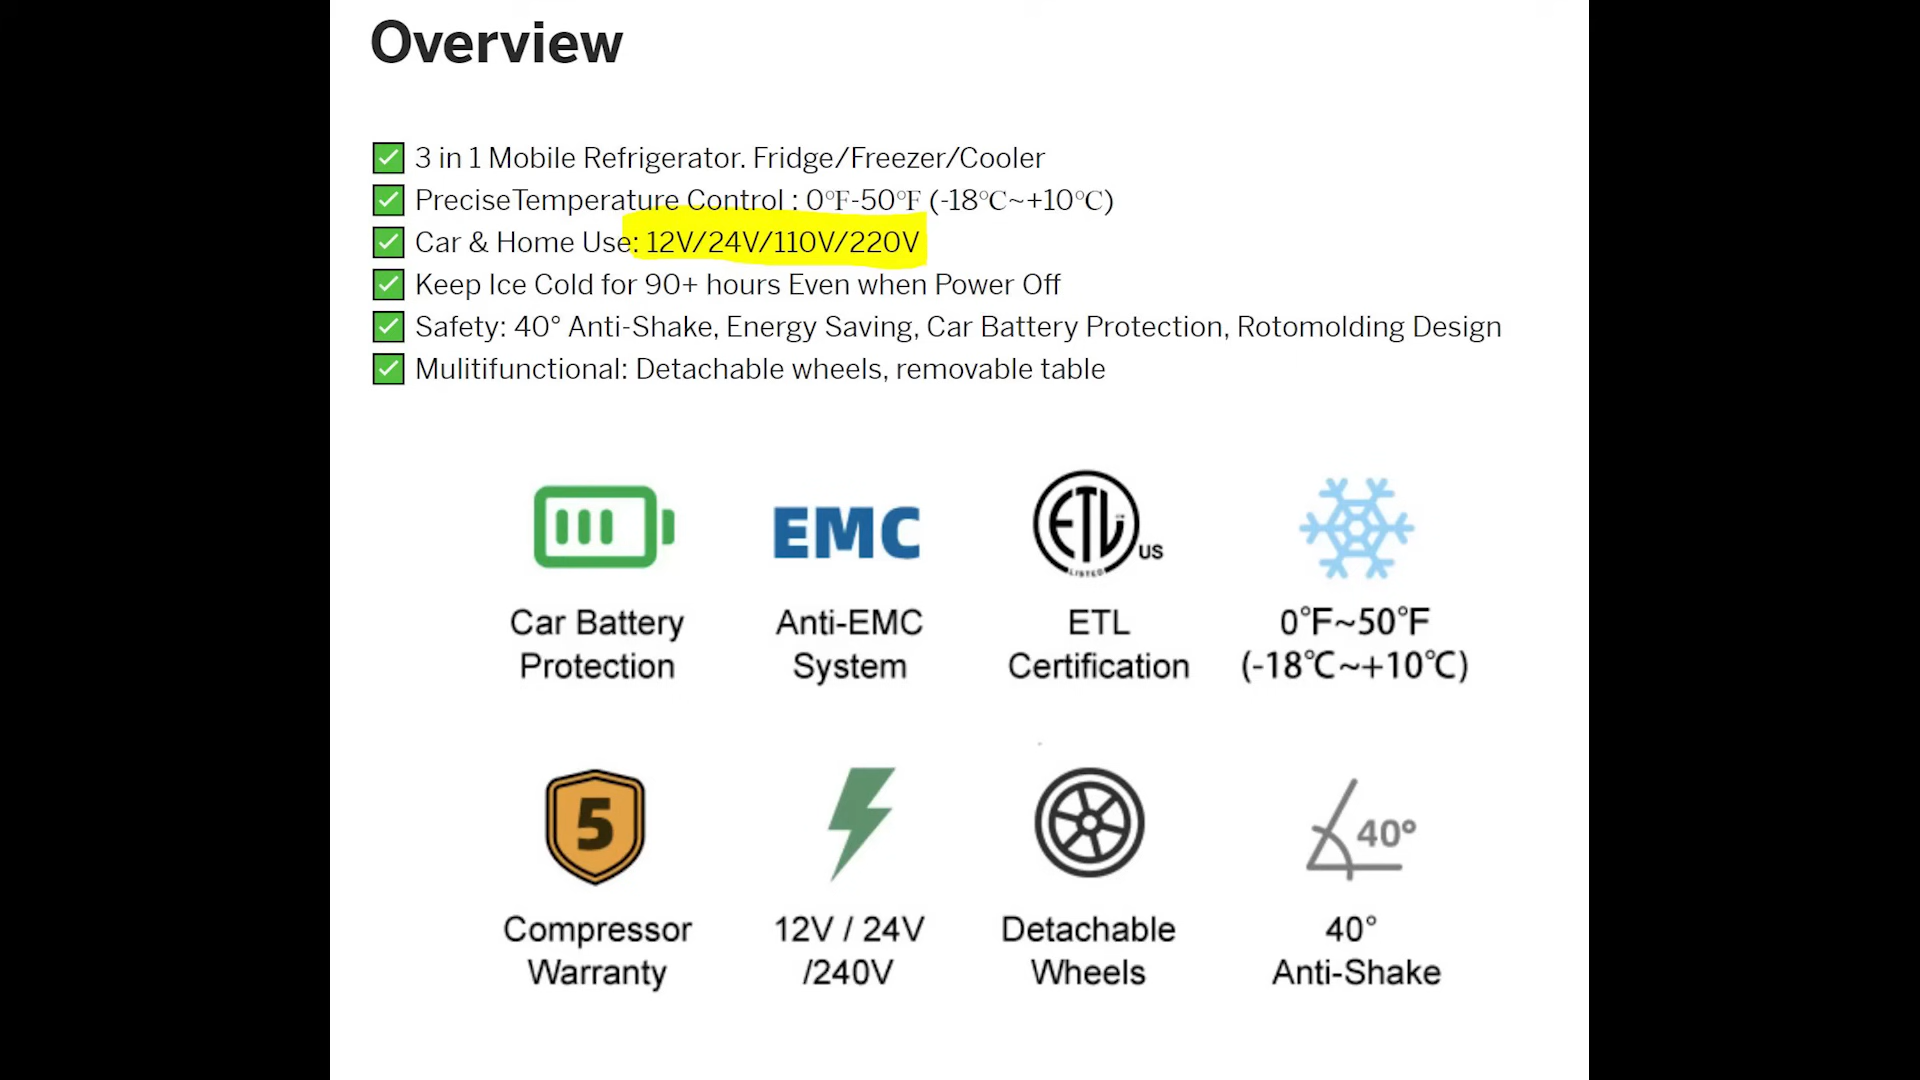 Overview
3 in 1 Mobile Refrigerator. Fridge/Freezer/Cooler
PreciseTemperature Control : 0℉-50℉ (-18℃~+10℃)
Car & Home Use: 12V/24V/110V/220V
Keep Ice Cold for 90+ hours Even when Power Off
Safety: 40° Anti-Shake, Energy Saving, Car Battery Protection, Rotomolding Design
Mulitifunctional: Detachable wheels, removable table
EMC
ETL
US
LISTED
Car Battery
Protection
Anti-EMC
System
ETL
Certification
0℉~50℉
(-18℃~+10℃)
5
40°
Compressor
Warranty
12V / 24V
/240V
Detachable
Wheels
40°
Anti-Shake